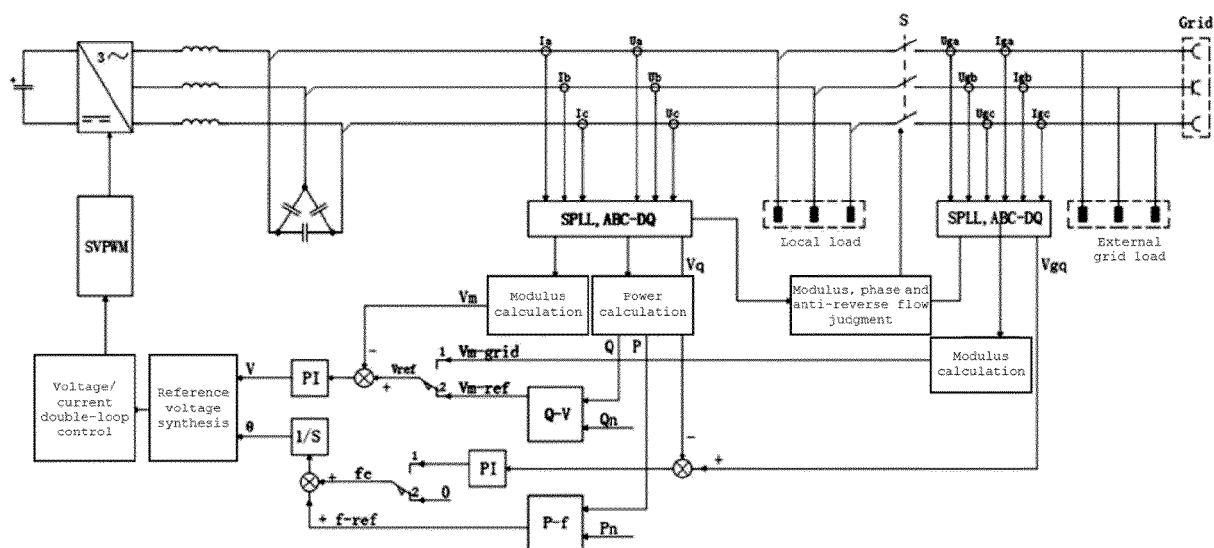 S
Grid
3
Ia
Ua
Uga
Iga
Ib
Ub
Ugb
Igb
Ic
Uc
Ugc
Igc
+
SVPWM
SPLL, ABC-DQ
SPLL, ABC-DQ
Local load
External
grid load
Vq
Vgq
Modulus
calculation
Power
calculation
Modulus, phase and
anti-reverse flow
judgment
Modulus
calculation
Vm
Q
P
-
1
Vm-grid
Voltage/
current
double-loop
control
Reference
voltage
synthesis
V
PI
+
Vref
2
Vm-ref
Q-V
Qn
θ
1/S
-
+
1
PI
+
fc
2
0
+
f-ref
P-f
Pn